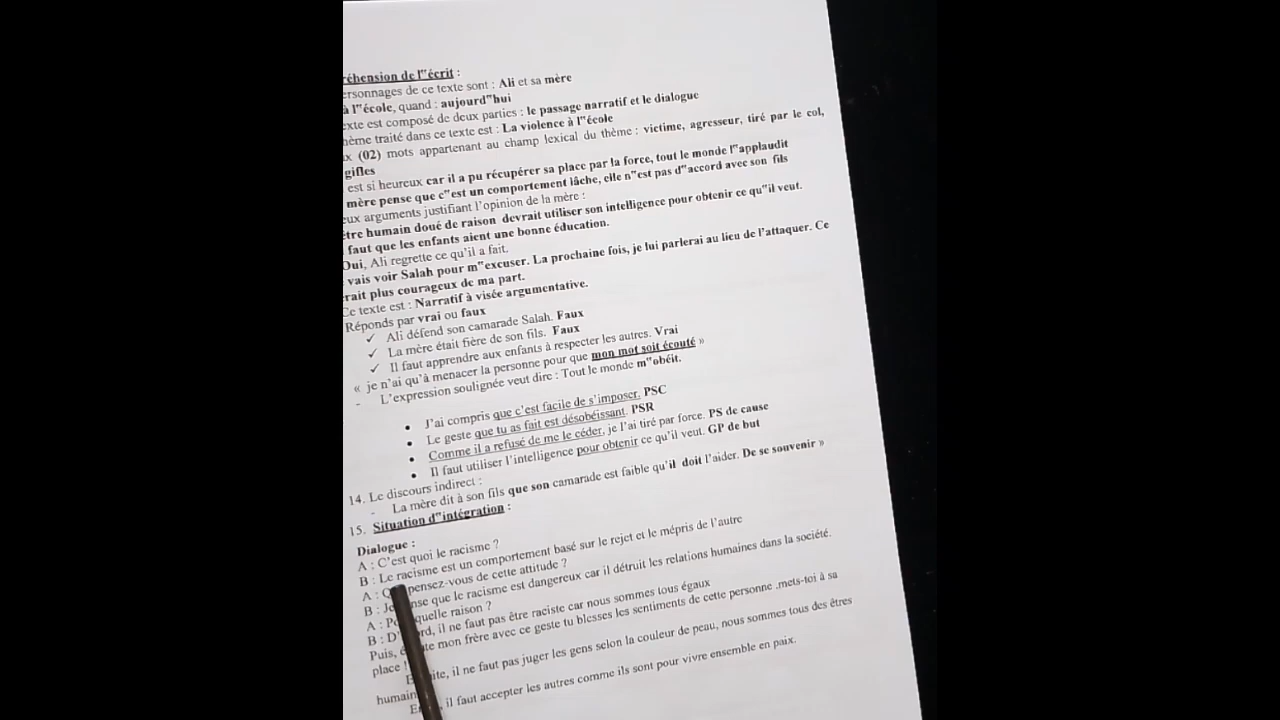 éhension de l"écrit :
ersonnages de ce texte sont : Ali et sa mère
à l"école, quand : aujourd"hui
exte est composé de deux parties : le passage narratif et le dialogue
hème traité dans ce texte est : La violence à l"école
x (02) mots appartenant au champ lexical du thème : victime, agresseur, tiré par le col,
gifles
est si heureux car il a pu récupérer sa place par la force, tout le monde l"applaudit
mère pense que c"est un comportement lâche, elle n"est pas d"accord avec son fils
eux arguments justifiant l'opinion de la mère :
être humain doué de raison devrait utiliser son intelligence pour obtenir ce qu"il veut.
faut que les enfants aient une bonne éducation.
Oui, Ali regrette ce qu'il a fait.
vais voir Salah pour m"excuser. La prochaine fois, je lui parlerai au lieu de l'attaquer. Ce
rait plus courageux de ma part.
Ce texte est : Narratif à visée argumentative.
Réponds par vrai ou faux
✓ Ali défend son camarade Salah. Faux
✓ La mère était fière de son fils. Faux
✓ Il faut apprendre aux enfants à respecter les autres. Vrai
« je n'ai qu'à menacer la personne pour que mon mot soit écouté »
- L'expression soulignée veut dire : Tout le monde m"obéit.
• J'ai compris que c'est facile de s'imposer. PSC
• Le geste que tu as fait est désobéissant. PSR
• Comme il a refusé de me le céder, je l'ai tiré par force. PS de cause
• Il faut utiliser l'intelligence pour obtenir ce qu'il veut. GP de but
14. Le discours indirect :
- La mère dit à son fils que son camarade est faible qu'il doit l'aider. De se souvenir »
15. Situation d"intégration :
Dialogue :
A : C'est quoi le racisme ?
B : Le racisme est un comportement basé sur le rejet et le mépris de l'autre
A : pensez-vous de cette attitude ?
B : que le racisme est dangereux car il détruit les relations humaines dans la société.
A : quelle raison ?
B : il ne faut pas être raciste car nous sommes tous égaux
Puis, mon frère avec ce geste tu blesses les sentiments de cette personne .mets-toi à sa
place !
il ne faut pas juger les gens selon la couleur de peau, nous sommes tous des êtres
humain
il faut accepter les autres comme ils sont pour vivre ensemble en paix.